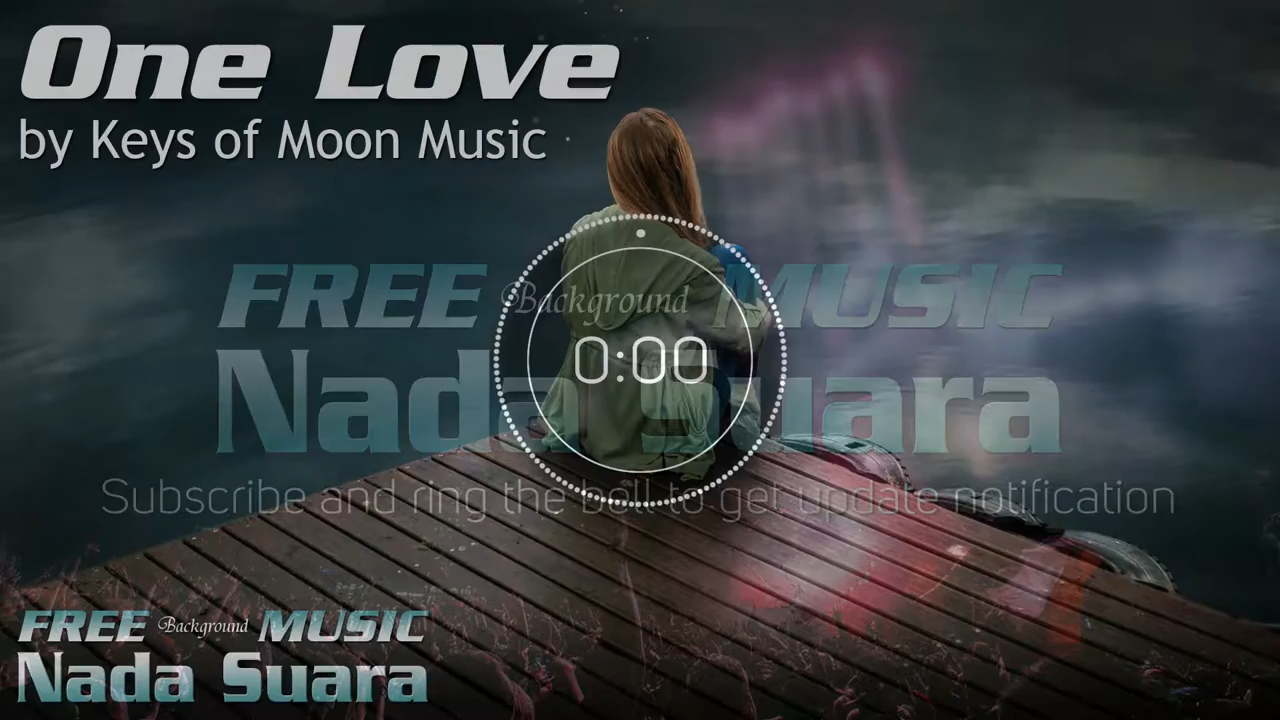 One Love
by Keys of Moon Music
FREE Background MUSIC
Nada Suara
0:00
Subscribe and ring the bell to get update notification
FREE Background MUSIC
Nada Suara